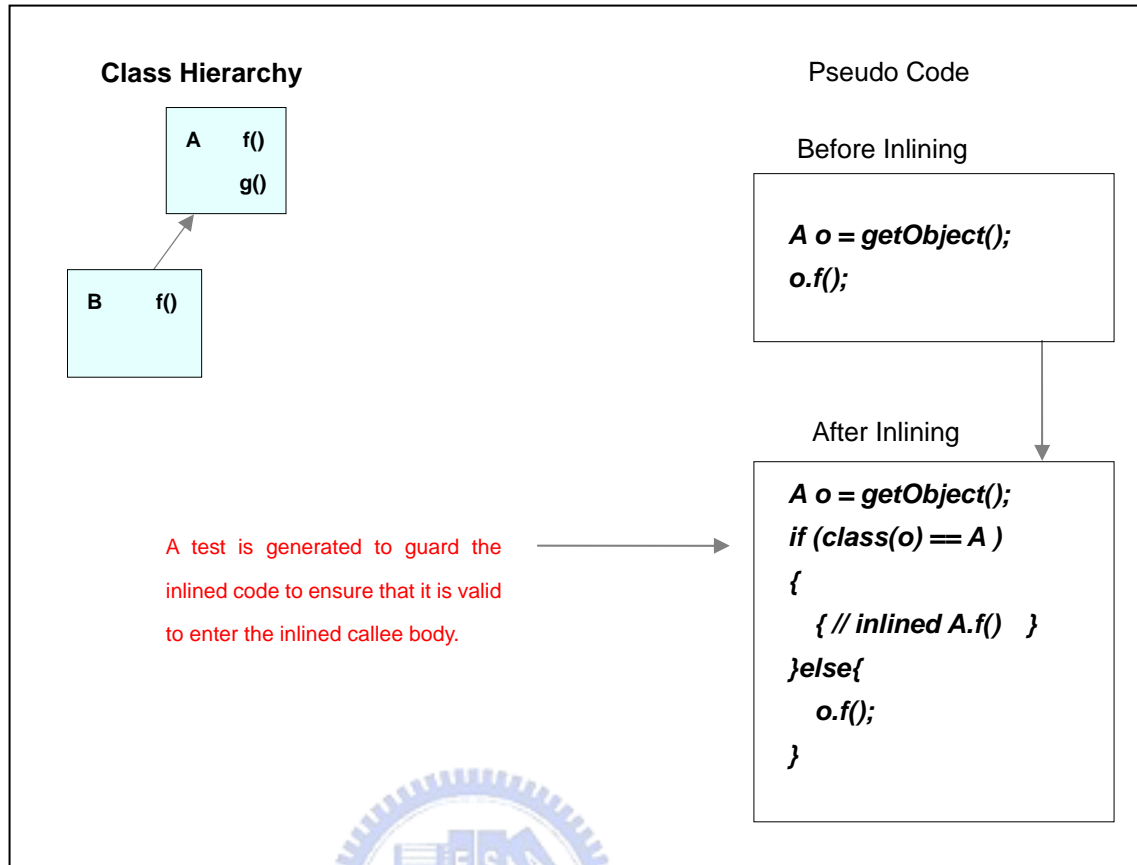 Class Hierarchy
A f()
g()
B f()
Pseudo Code
Before Inlining
A o = getObject();
o.f();
After Inlining
A o = getObject();
if (class(o) == A )
{
{ // inlined A.f() }
}else{
o.f();
}
A test is generated to guard the
inlined code to ensure that it is valid
to enter the inlined callee body.